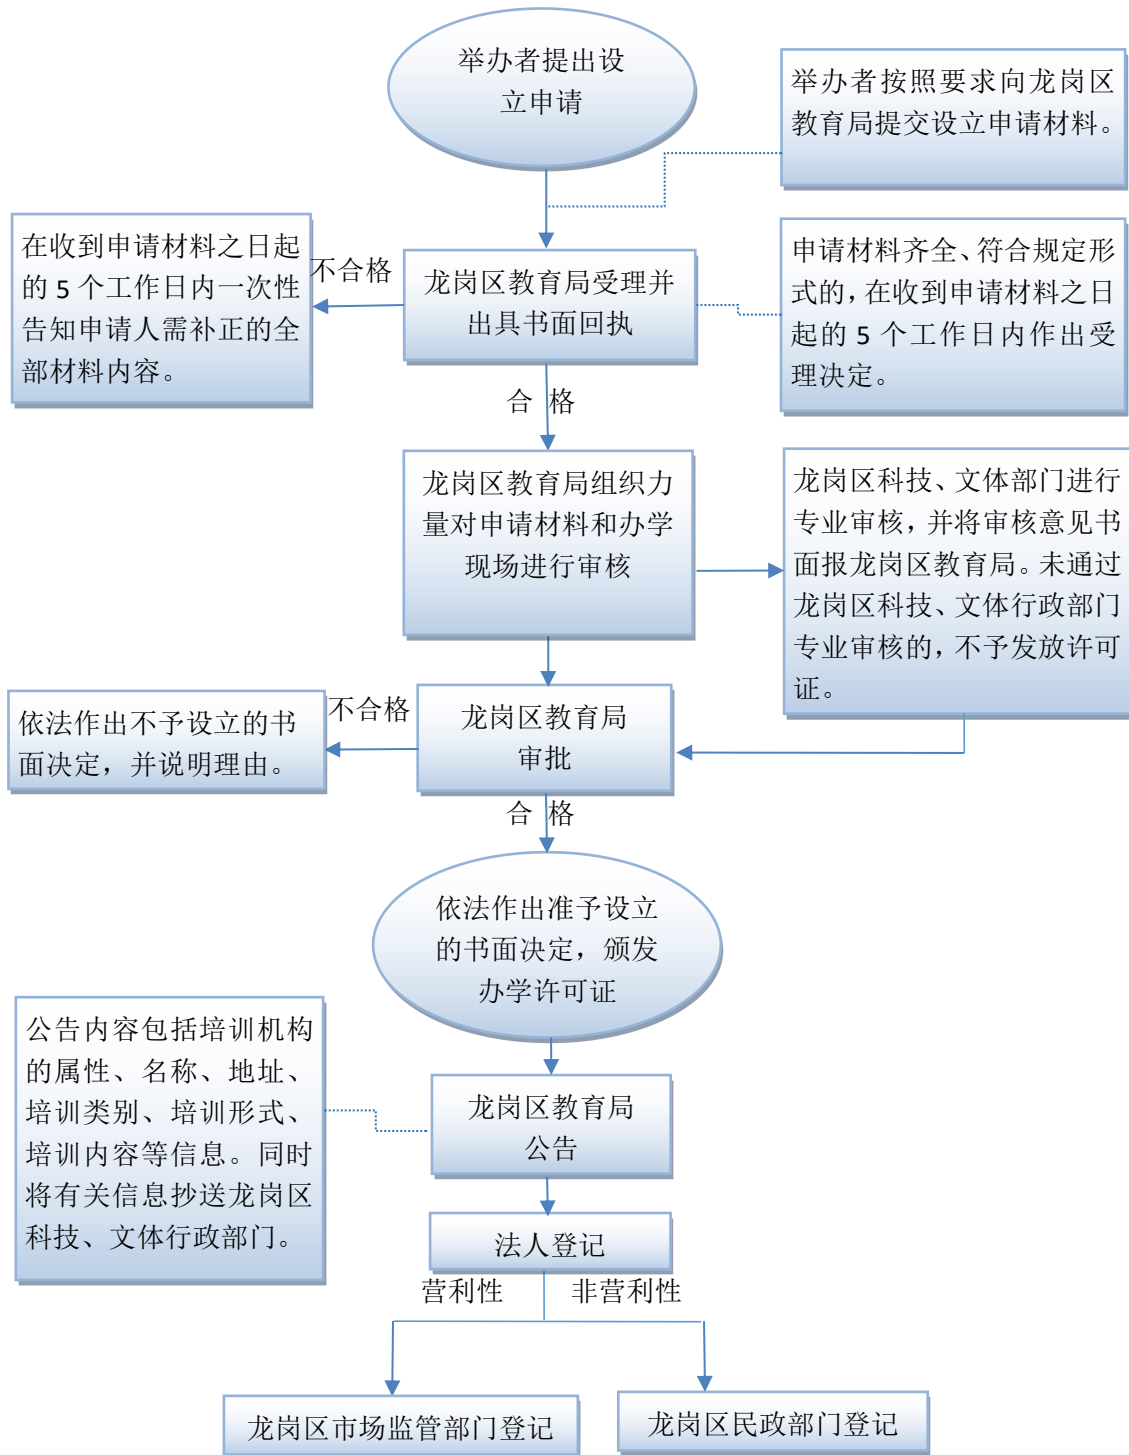 举办者提出设
立申请
举办者按照要求向龙岗区
教育局提交设立申请材料。
在收到申请材料之日起
的 5 个工作日内一次性
告知申请人需补正的全
部材料内容。
不合格
龙岗区教育局受理并
出具书面回执
申请材料齐全、符合规定形
式的，在收到申请材料之日
起的 5 个工作日内作出受
理决定。
合 格
龙岗区教育局组织力
量对申请材料和办学
现场进行审核
龙岗区科技、文体部门进行
专业审核，并将审核意见书
面报龙岗区教育局。未通过
龙岗区科技、文体行政部门
专业审核的，不予发放许可
证。
依法作出不予设立的书
面决定，并说明理由。
不合格
龙岗区教育局
审批
合 格
依法作出准予设立
的书面决定，颁发
办学许可证
公告内容包括培训机构
的属性、名称、地址、
培训类别、培训形式、
培训内容等信息。同时
将有关信息抄送龙岗区
科技、文体行政部门。
龙岗区教育局
公告
法人登记
营利性
非营利性
龙岗区市场监管部门登记
龙岗区民政部门登记